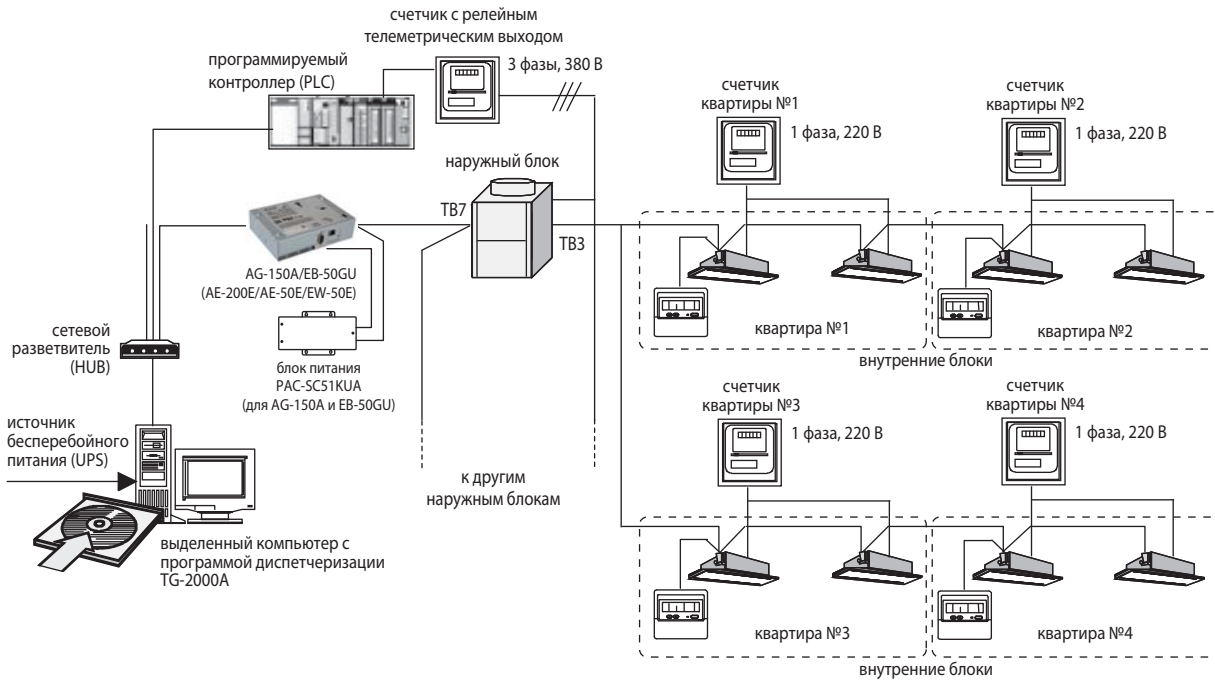 счетчик с релейным
телеметрическим выходом
программируемый
контроллер (PLC)
3 фазы, 380 В
счетчик
квартиры №1
1 фаза, 220 В
счетчик
квартиры №2
1 фаза, 220 В
наружный блок
TB7
TB3
AG-150A/EB-50GU
(AE-200E/AE-50E/EW-50E)
квартира №1
квартира №2
внутренние блоки
сетевой
разветвитель
(HUB)
блок питания
PAC-SC51KUA
(для AG-150A и EB-50GU)
счетчик
квартиры №3
1 фаза, 220 В
счетчик
квартиры №4
1 фаза, 220 В
источник
бесперебойного
питания (UPS)
к другим
наружным блокам
выделенный компьютер с
программой диспетчеризации
TG-2000A
квартира №3
квартира №4
внутренние блоки